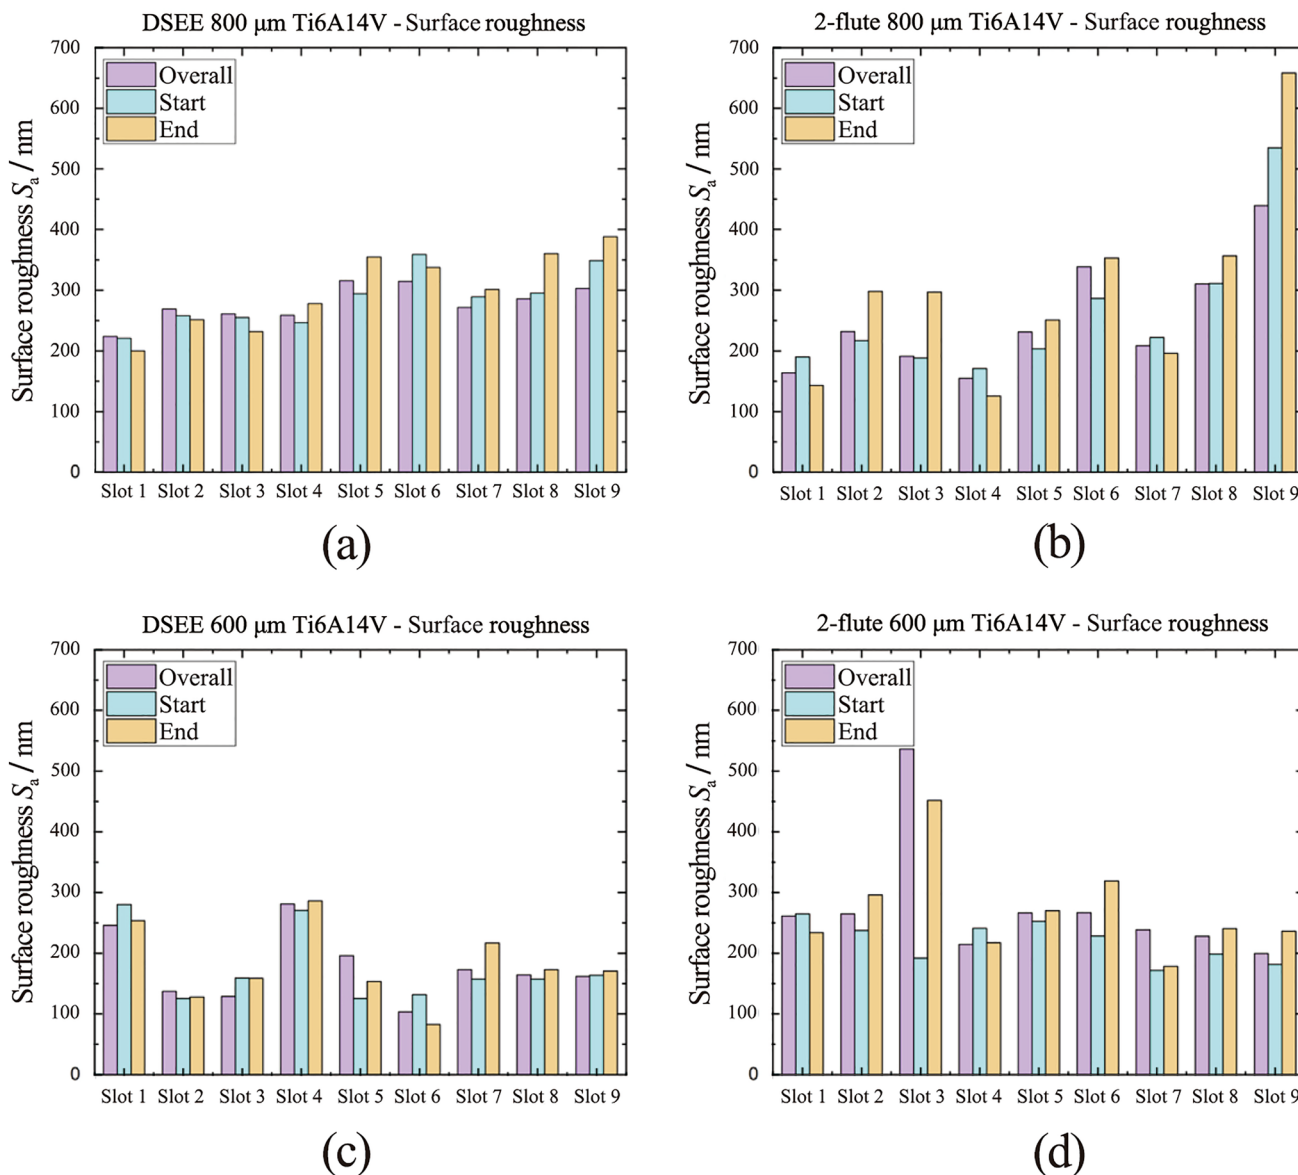 DSEE 800 μm Ti6A14V - Surface roughness
Surface roughness Sa / nm
700
600
500
400
300
200
100
0
Overall
Start
End
Slot 1 Slot 2 Slot 3 Slot 4 Slot 5 Slot 6 Slot 7 Slot 8 Slot 9
(a)
2-flute 800 μm Ti6A14V - Surface roughness
Surface roughness Sa / nm
700
600
500
400
300
200
100
0
Overall
Start
End
Slot 1 Slot 2 Slot 3 Slot 4 Slot 5 Slot 6 Slot 7 Slot 8 Slot 9
(b)
DSEE 600 μm Ti6A14V - Surface roughness
Surface roughness Sa / nm
700
600
500
400
300
200
100
0
Overall
Start
End
Slot 1 Slot 2 Slot 3 Slot 4 Slot 5 Slot 6 Slot 7 Slot 8 Slot 9
(c)
2-flute 600 μm Ti6A14V - Surface roughness
Surface roughness Sa / nm
700
600
500
400
300
200
100
0
Overall
Start
End
Slot 1 Slot 2 Slot 3 Slot 4 Slot 5 Slot 6 Slot 7 Slot 8 Slot 9
(d)